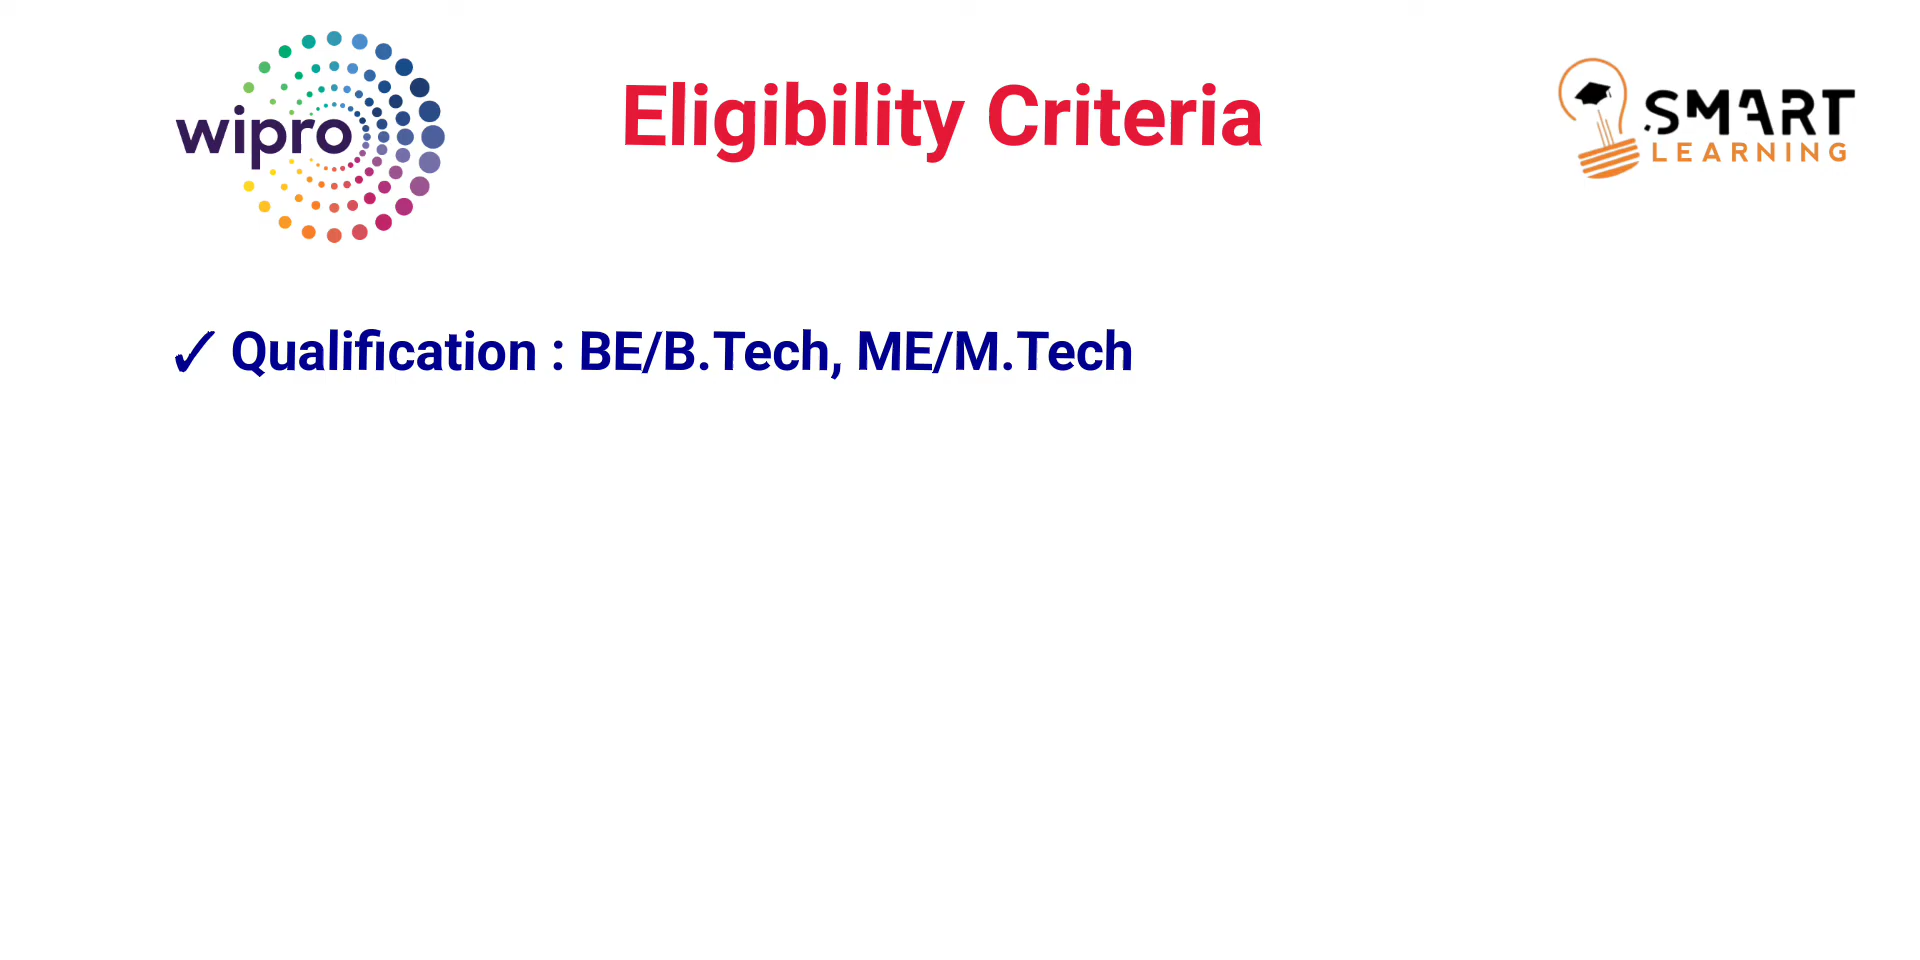 wipro
Eligibility Criteria
SMART
LEARNING
✓ Qualification : BE/B.Tech, ME/M.Tech